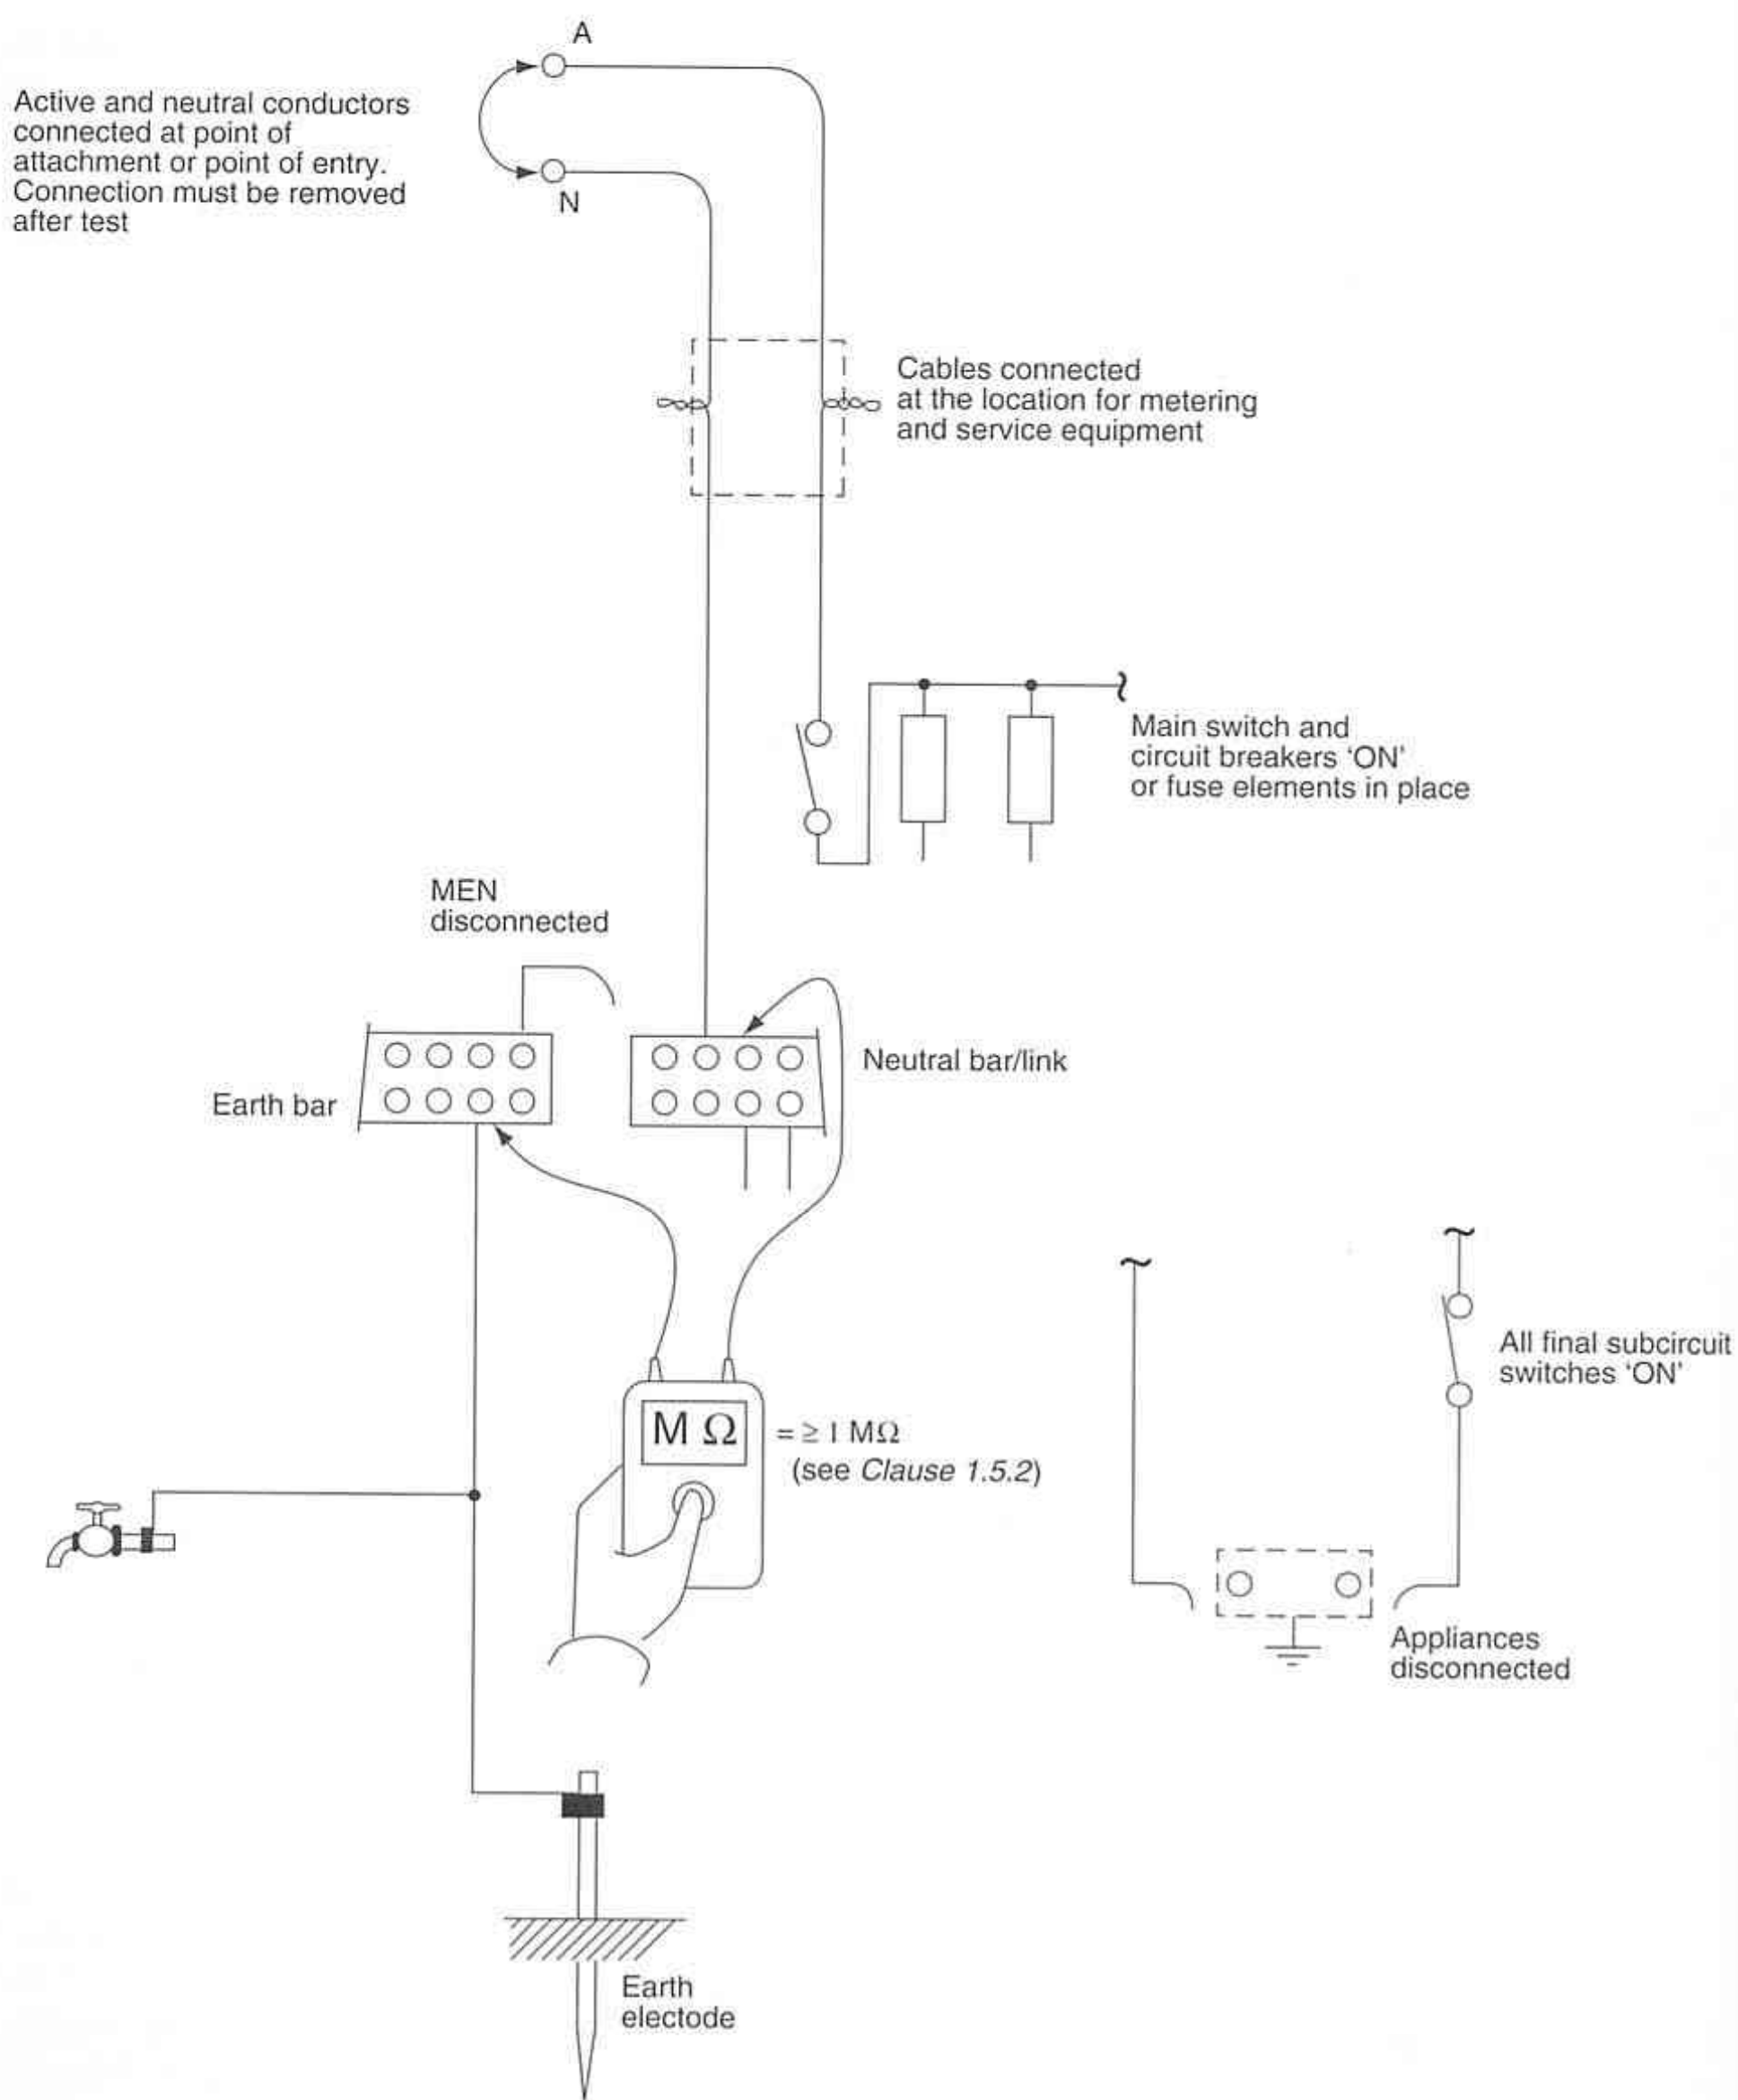 A
Active and neutral conductors
connected at point of
attachment or point of entry.
Connection must be removed
after test
N
Cables connected
at the location for metering
and service equipment
Main switch and
circuit breakers ‘ON’
or fuse elements in place
MEN
disconnected
Neutral bar/link
Earth bar
All final subcircuit
switches ‘ON’
M Ω
= ≥ 1 MΩ
(see Clause 1.5.2)
Appliances
disconnected
Earth
electode